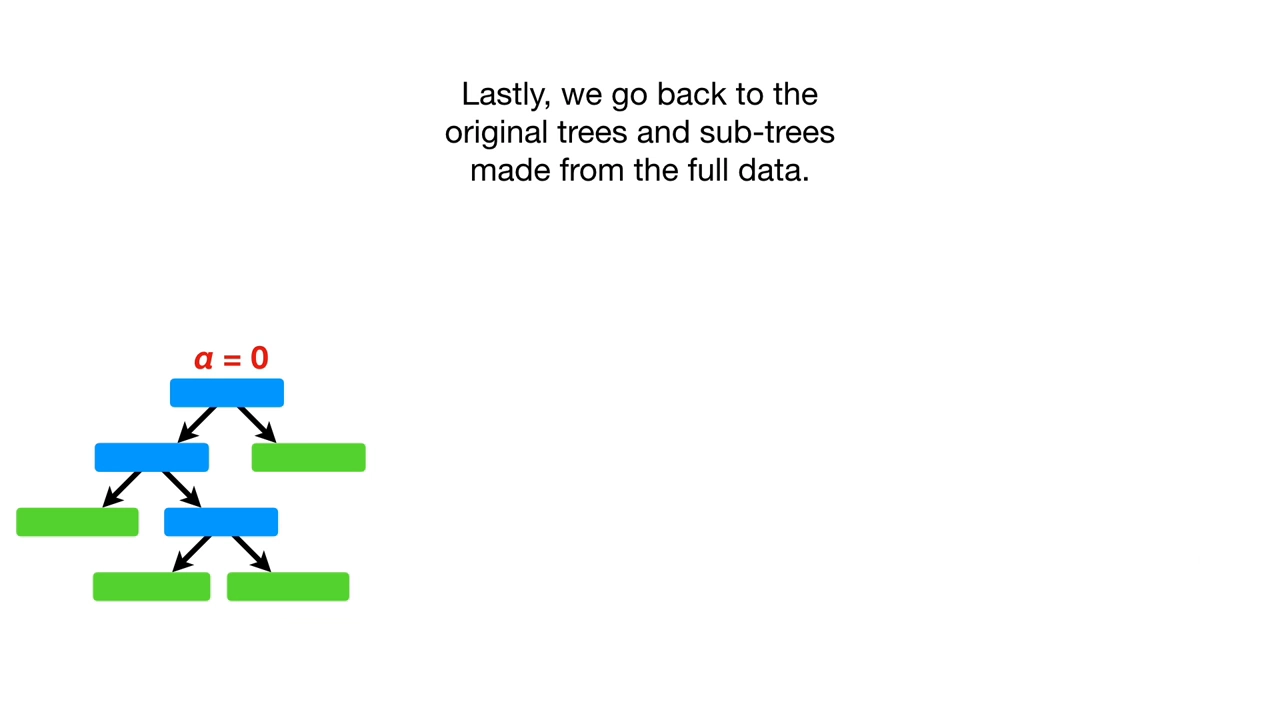 Lastly, we go back to the
original trees and sub-trees
made from the full data.
α = 0